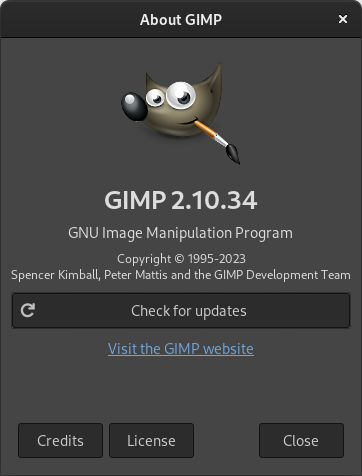 About GIMP
GIMP 2.10.34
GNU Image Manipulation Program
Copyright © 1995-2023
Spencer Kimball, Peter Mattis and the GIMP Development Team
Check for updates
Visit the GIMP website
Credits
License
Close